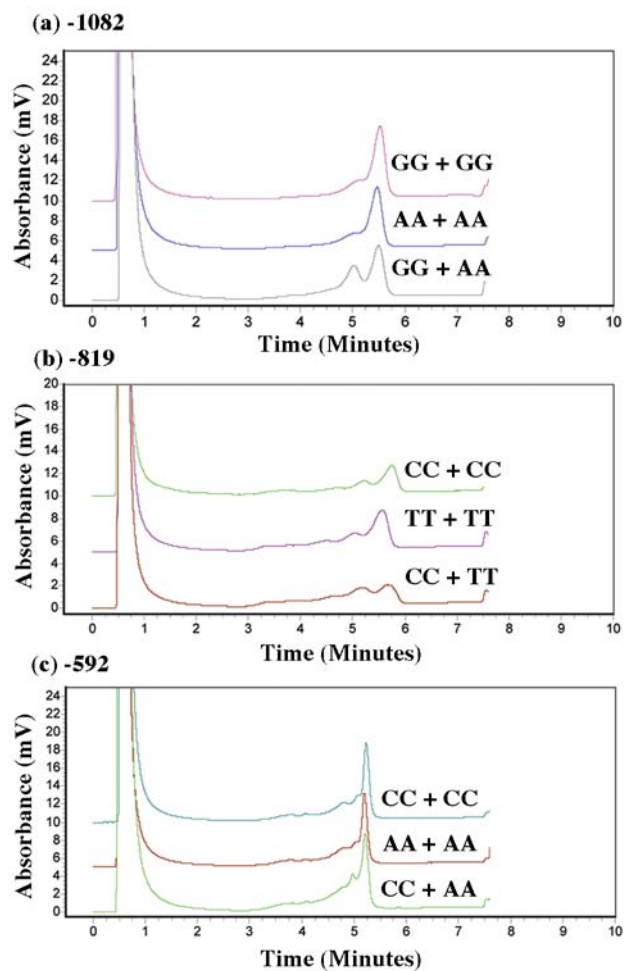 (a) -1082
Absorbance (mV)
24
22
20
18
16
14
12
10
8
6
4
2
0
GG + GG
AA + AA
GG + AA
0 1 2 3 4 5 6 7 8 9 10
Time (Minutes)
(b) -819
Absorbance (mV)
20
18
16
14
12
10
8
6
4
2
0
CC + CC
TT + TT
CC + TT
0 1 2 3 4 5 6 7 8 9 10
Time (Minutes)
(c) -592
Absorbance (mV)
24
22
20
18
16
14
12
10
8
6
4
2
0
CC + CC
AA + AA
CC + AA
0 1 2 3 4 5 6 7 8 9 10
Time (Minutes)